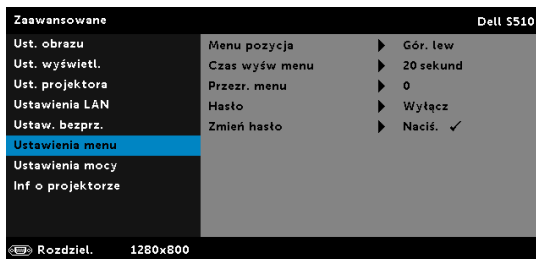 Zaawansowane Dell S510
Ust. obrazu
Ust. wyświetl.
Ust. projektora
Ustawienia LAN
Ustaw. bezprz.
Ustawienia menu
Ustawienia mocy
Inf o projektorze
Menu pozycja Gór. lew
Czas wyśw menu 20 sekund
Przezr. menu 0
Hasło Wyłącz
Zmień hasło Naciś. ✓
Rozdziel. 1280x800